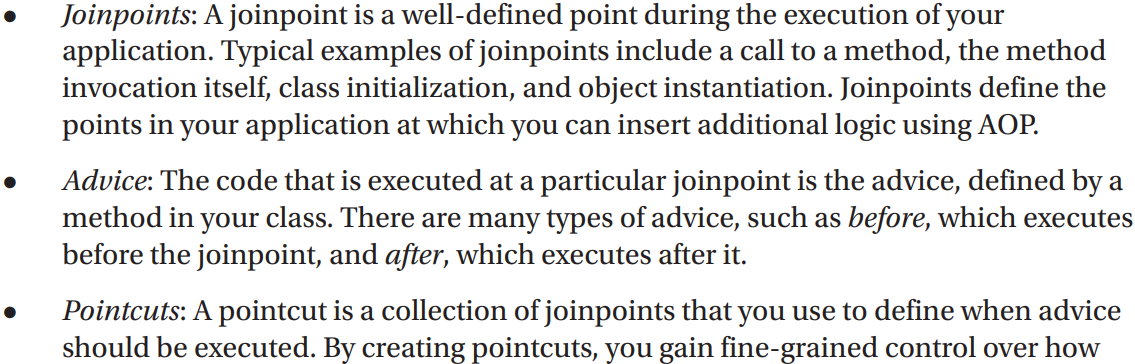 ● Joinpoints: A joinpoint is a well-defined point during the execution of your
application. Typical examples of joinpoints include a call to a method, the method
invocation itself, class initialization, and object instantiation. Joinpoints define the
points in your application at which you can insert additional logic using AOP.
● Advice: The code that is executed at a particular joinpoint is the advice, defined by a
method in your class. There are many types of advice, such as before, which executes
before the joinpoint, and after, which executes after it.
● Pointcuts: A pointcut is a collection of joinpoints that you use to define when advice
should be executed. By creating pointcuts, you gain fine-grained control over how